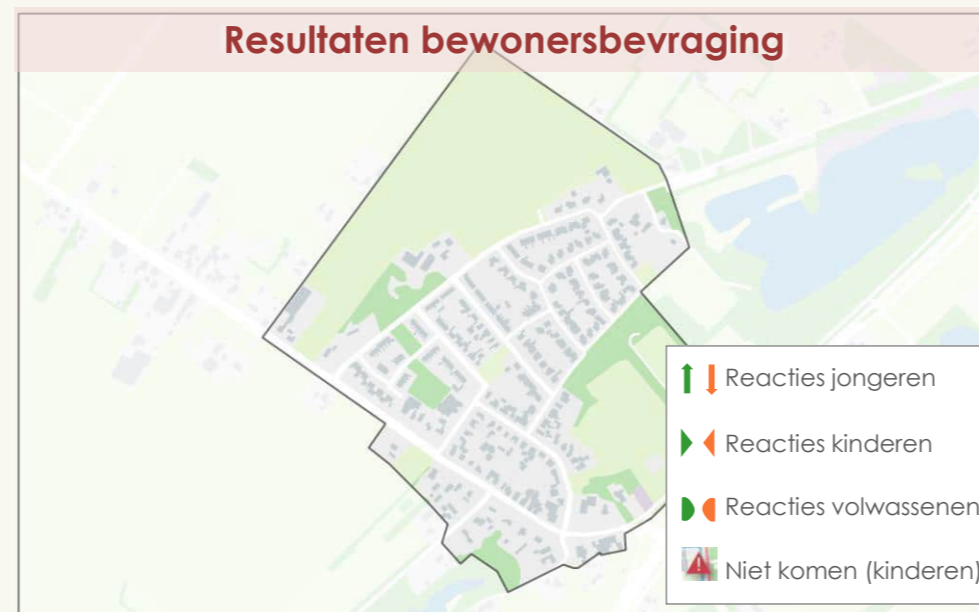 Resultaten bewonersbevraging
Reacties jongeren
Reacties kinderen
Reacties volwassenen
Niet komen (kinderen)